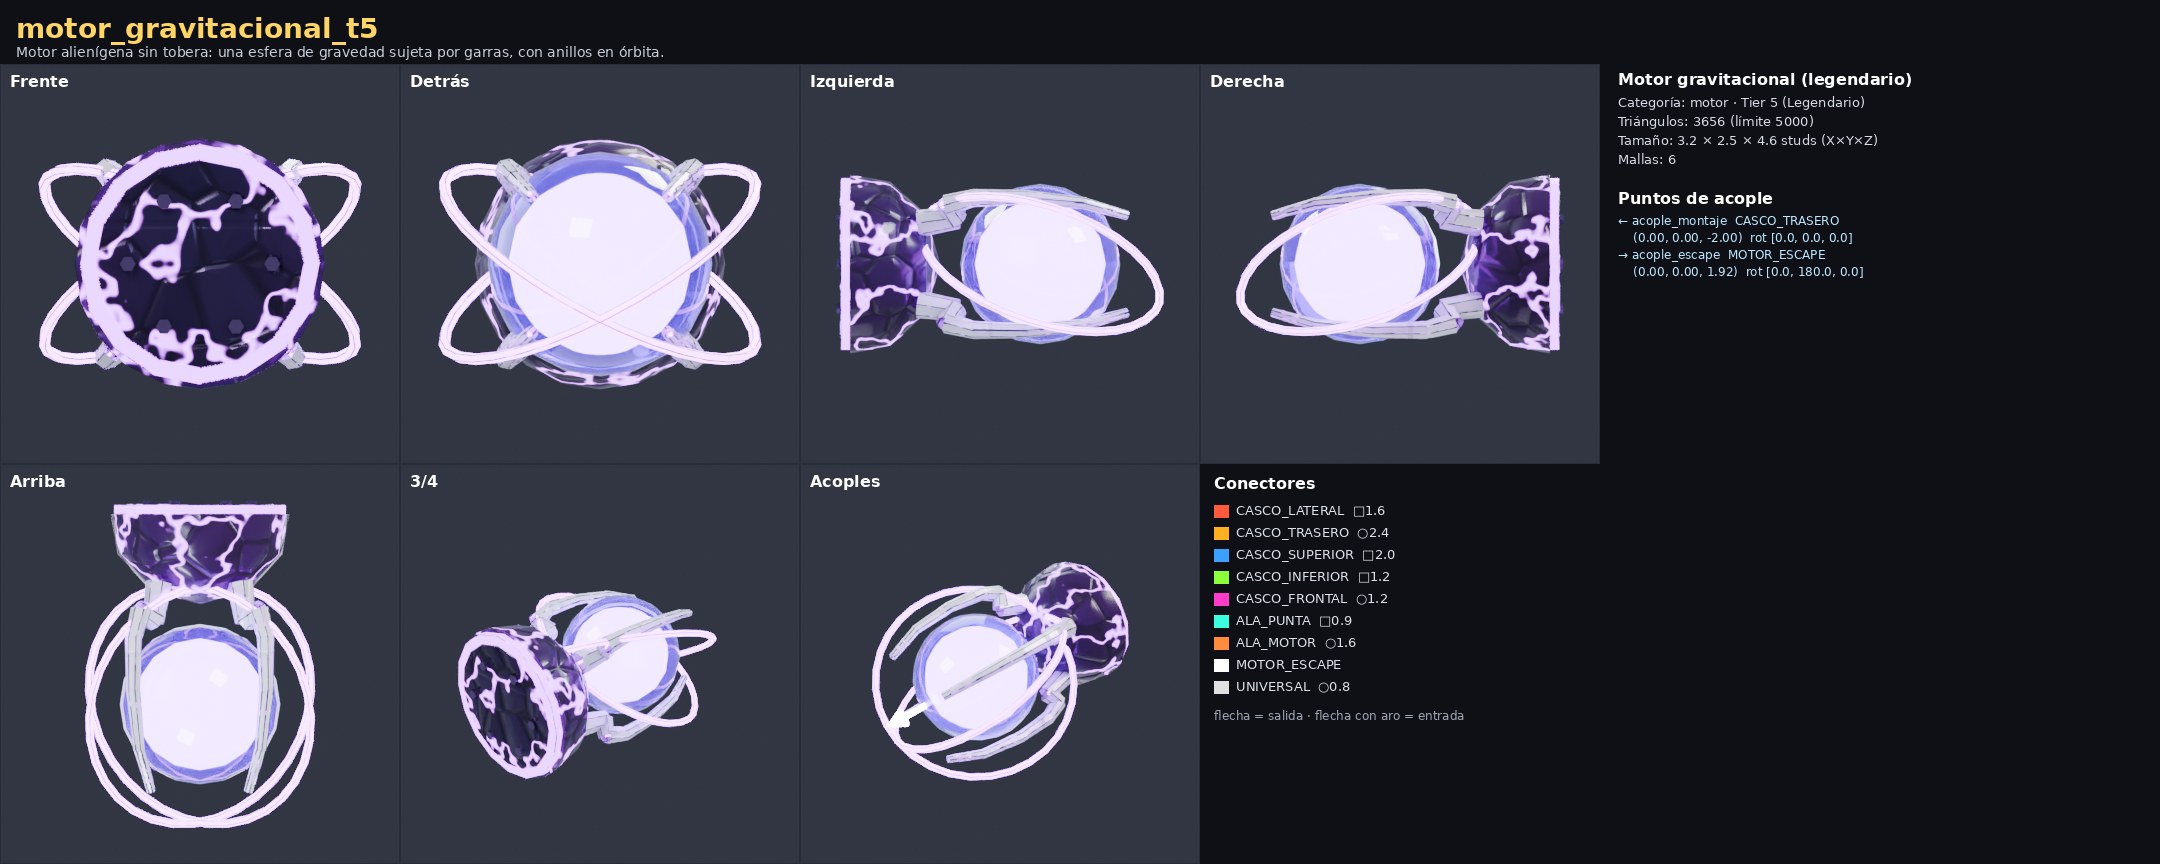 motor_gravitacional_t5
Motor alienígena sin tobera: una esfera de gravedad sujeta por garras, con anillos en órbita.
Frente
Detrás
Izquierda
Derecha
Motor gravitacional (legendario)
Categoría: motor · Tier 5 (Legendario)
Triángulos: 3656 (límite 5000)
Tamaño: 3.2 × 2.5 × 4.6 studs (X×Y×Z)
Mallas: 6
Puntos de acople
← acople_montaje CASCO_TRASERO
(0.00, 0.00, -2.00) rot [0.0, 0.0, 0.0]
→ acople_escape MOTOR_ESCAPE
(0.00, 0.00, 1.92) rot [0.0, 180.0, 0.0]
Arriba
3/4
Acoples
Conectores
CASCO_LATERAL □1.6
CASCO_TRASERO ○2.4
CASCO_SUPERIOR □2.0
CASCO_INFERIOR □1.2
CASCO_FRONTAL ○1.2
ALA_PUNTA □0.9
ALA_MOTOR ○1.6
MOTOR_ESCAPE
UNIVERSAL ○0.8
flecha = salida · flecha con aro = entrada